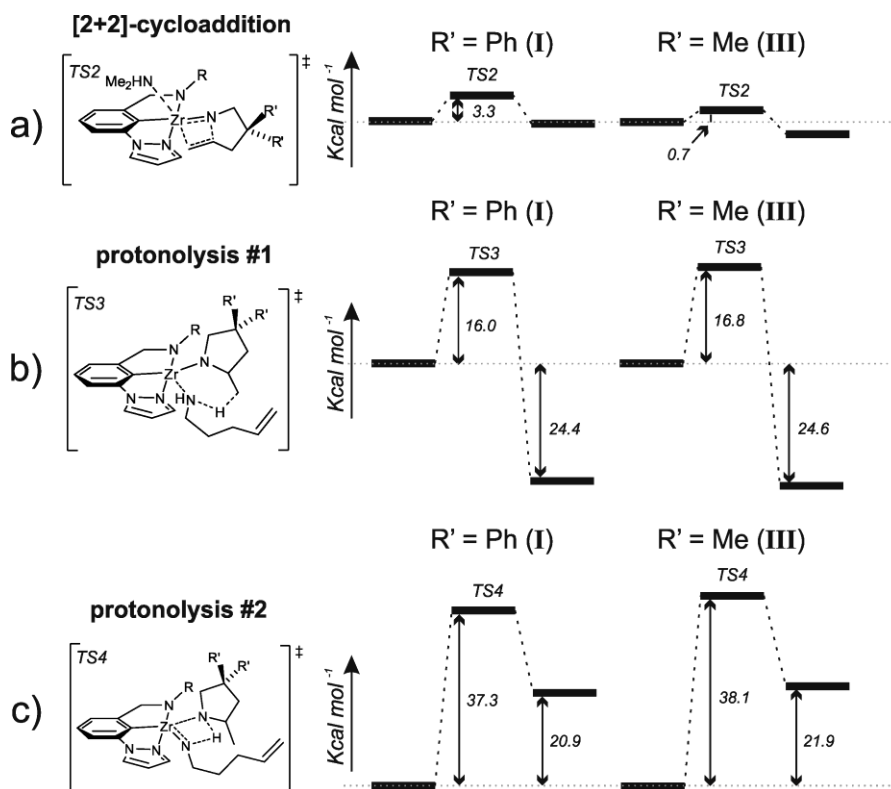 [2+2]-cycloaddition
a)
TS2
‡
Me₂HN
R
N
Zr
N
R'
R'
N
N
Kcal mol⁻¹
R' = Ph (I)
TS2
3.3
R' = Me (III)
TS2
0.7
protonolysis #1
b)
TS3
‡
R'
R'
R
N
N
Zr
N
N
HN
H
Kcal mol⁻¹
R' = Ph (I)
TS3
16.0
24.4
R' = Me (III)
TS3
16.8
24.6
protonolysis #2
c)
TS4
‡
R'
R'
R
N
N
Zr
H
N
N
N
Kcal mol⁻¹
R' = Ph (I)
TS4
37.3
20.9
R' = Me (III)
TS4
38.1
21.9